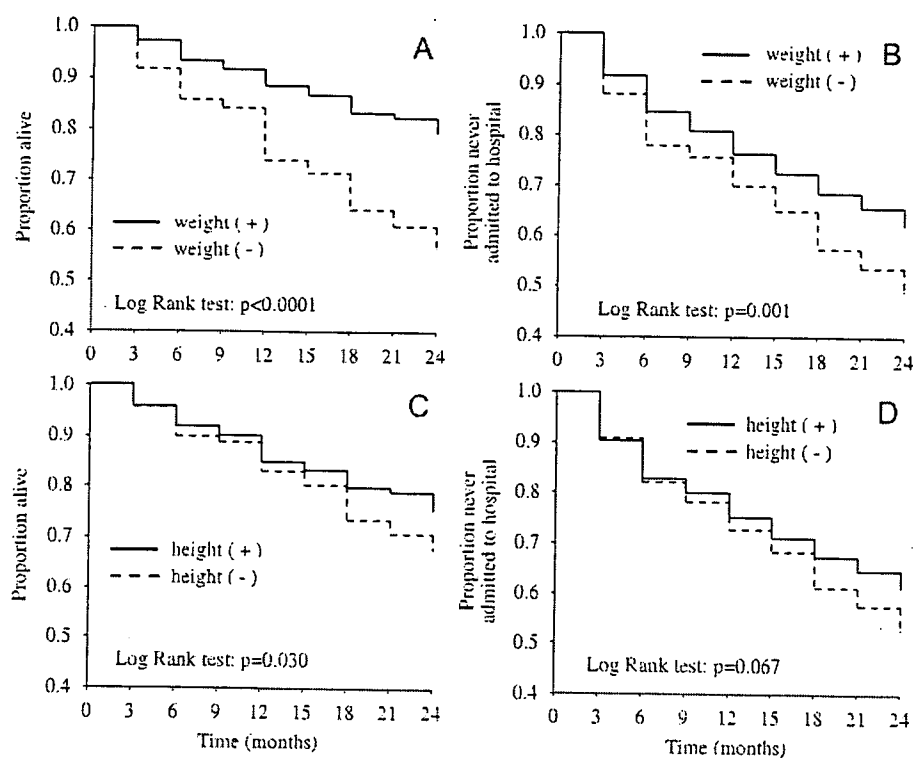 A
1.0
0.9
0.8
0.7
0.6
0.5
0.4
Proportion alive
weight (+)
weight (-)
Log Rank test: p<0.0001
0 3 6 9 12 15 18 21 24
B
1.0
0.9
0.8
0.7
0.6
0.5
0.4
Proportion never
admitted to hospital
weight (+)
weight (-)
Log Rank test: p=0.001
0 3 6 9 12 15 18 21 24
C
1.0
0.9
0.8
0.7
0.6
0.5
0.4
Proportion alive
height (+)
height (-)
Log Rank test: p=0.030
0 3 6 9 12 15 18 21 24
Time (months)
D
1.0
0.9
0.8
0.7
0.6
0.5
0.4
Proportion never
admitted to hospital
height (+)
height (-)
Log Rank test: p=0.067
0 3 6 9 12 15 18 21 24
Time (months)